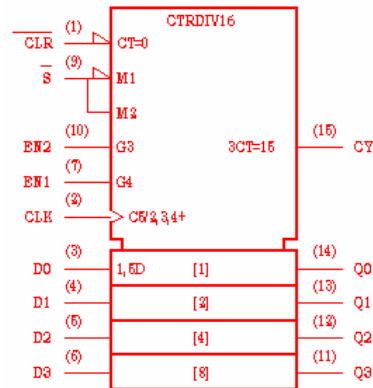 CTRDIV16
(1)
CLR CT=0
(9)
S M1
M2
(10)
EN2 G3 3CT=15 (15) CY
(7)
EN1 G4
(2)
CLK C5/2,3,4+
(3) (14)
D0 1,5D [1] Q0
(4) (13)
D1 [2] Q1
(5) (12)
D2 [4] Q2
(6) (11)
D3 [8] Q3